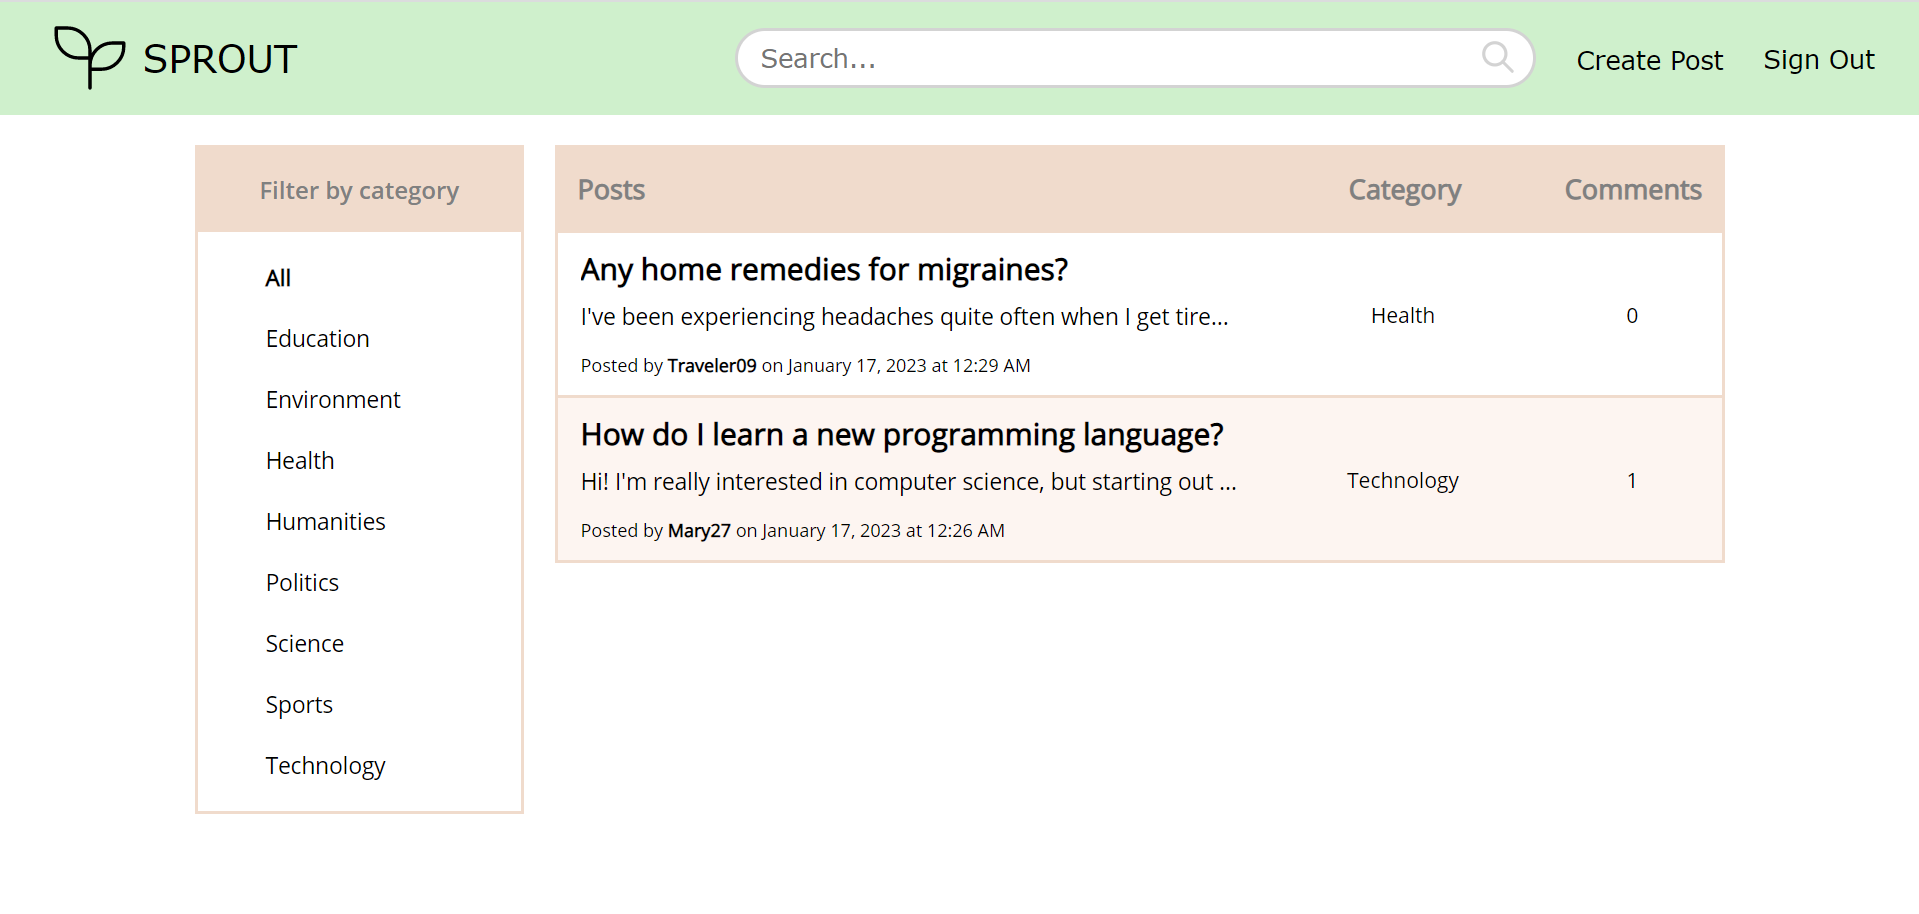 SPROUT
Search...
Create Post
Sign Out
Filter by category
All
Education
Environment
Health
Humanities
Politics
Science
Sports
Technology
Posts Category Comments
Any home remedies for migraines?
I've been experiencing headaches quite often when I get tire... Health 0
Posted by Traveler09 on January 17, 2023 at 12:29 AM
How do I learn a new programming language?
Hi! I'm really interested in computer science, but starting out ... Technology 1
Posted by Mary27 on January 17, 2023 at 12:26 AM